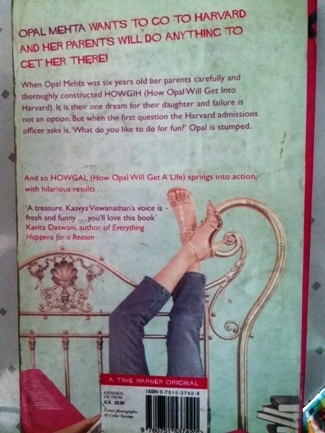 OPAL MEHTA WANTS TO GO TO HARVARD
AND HER PARENTS WILL DO ANYTHING TO
GET HER THERE!
When Opal Mehta was six years old her parents carefully and
thoroughly constructed HOWGIH (How Opal Will Get Into
Harvard). It is their one dream for their daughter and failure is
not an option. But when the first question the Harvard admissions
officer asks is, 'What do you like to do for fun?' Opal is stumped.
And so HOWGAL (How Opal Will Get A Life) springs into action,
with hilarious results . . .
'A treasure. Kaavya Viswanathan's voice is
fresh and funny . . . you'll love this book'
Kavita Daswani, author of Everything
Happens for a Reason
A TIME WARNER ORIGINAL
GENERAL
FICTION
U.K. £9.99
Cover photography
ISBN 0-7515-3742-X